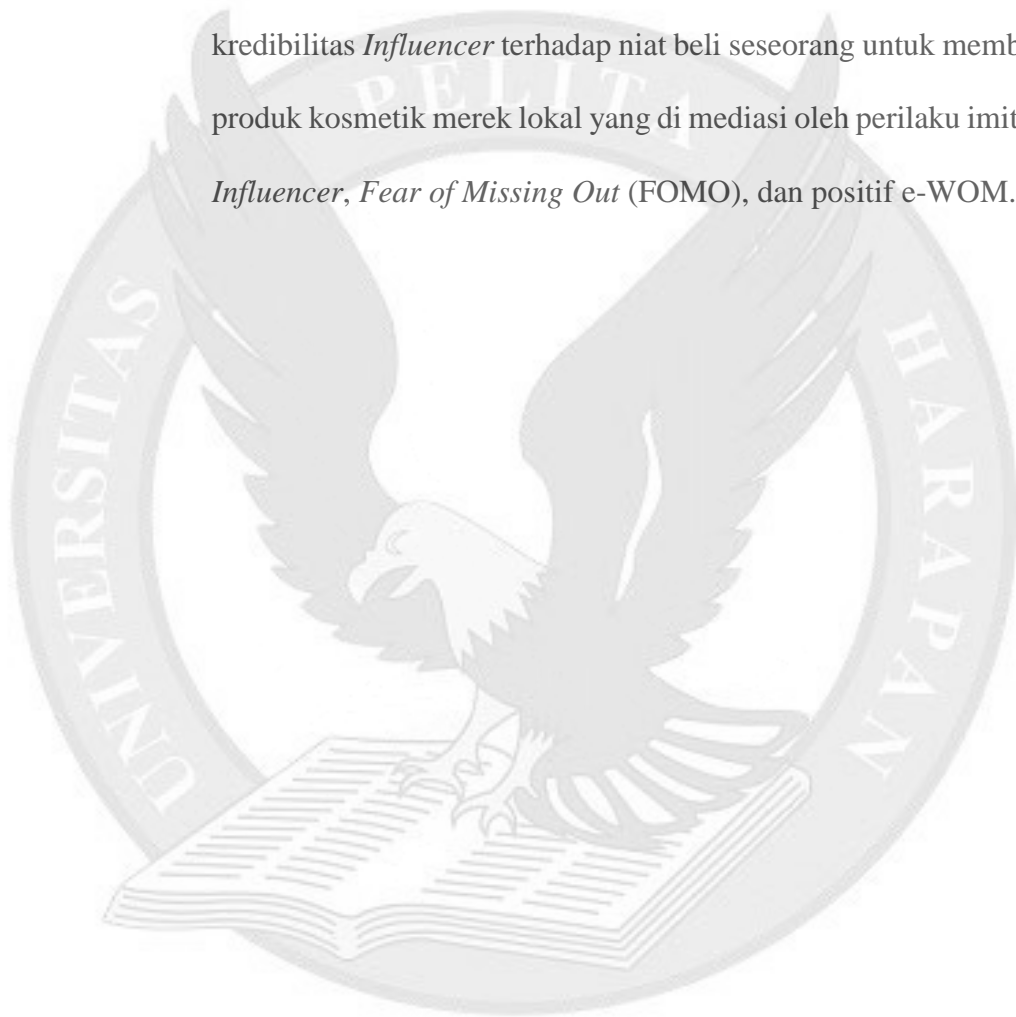 kredibilitas Influencer terhadap niat beli seseorang untuk
produk kosmetik merek lokal yang di mediasi oleh perilaku
Influencer, Fear of Missing Out (FOMO), dan positif e-WOM.
UNIVERSITAS PELITA HARAPAN